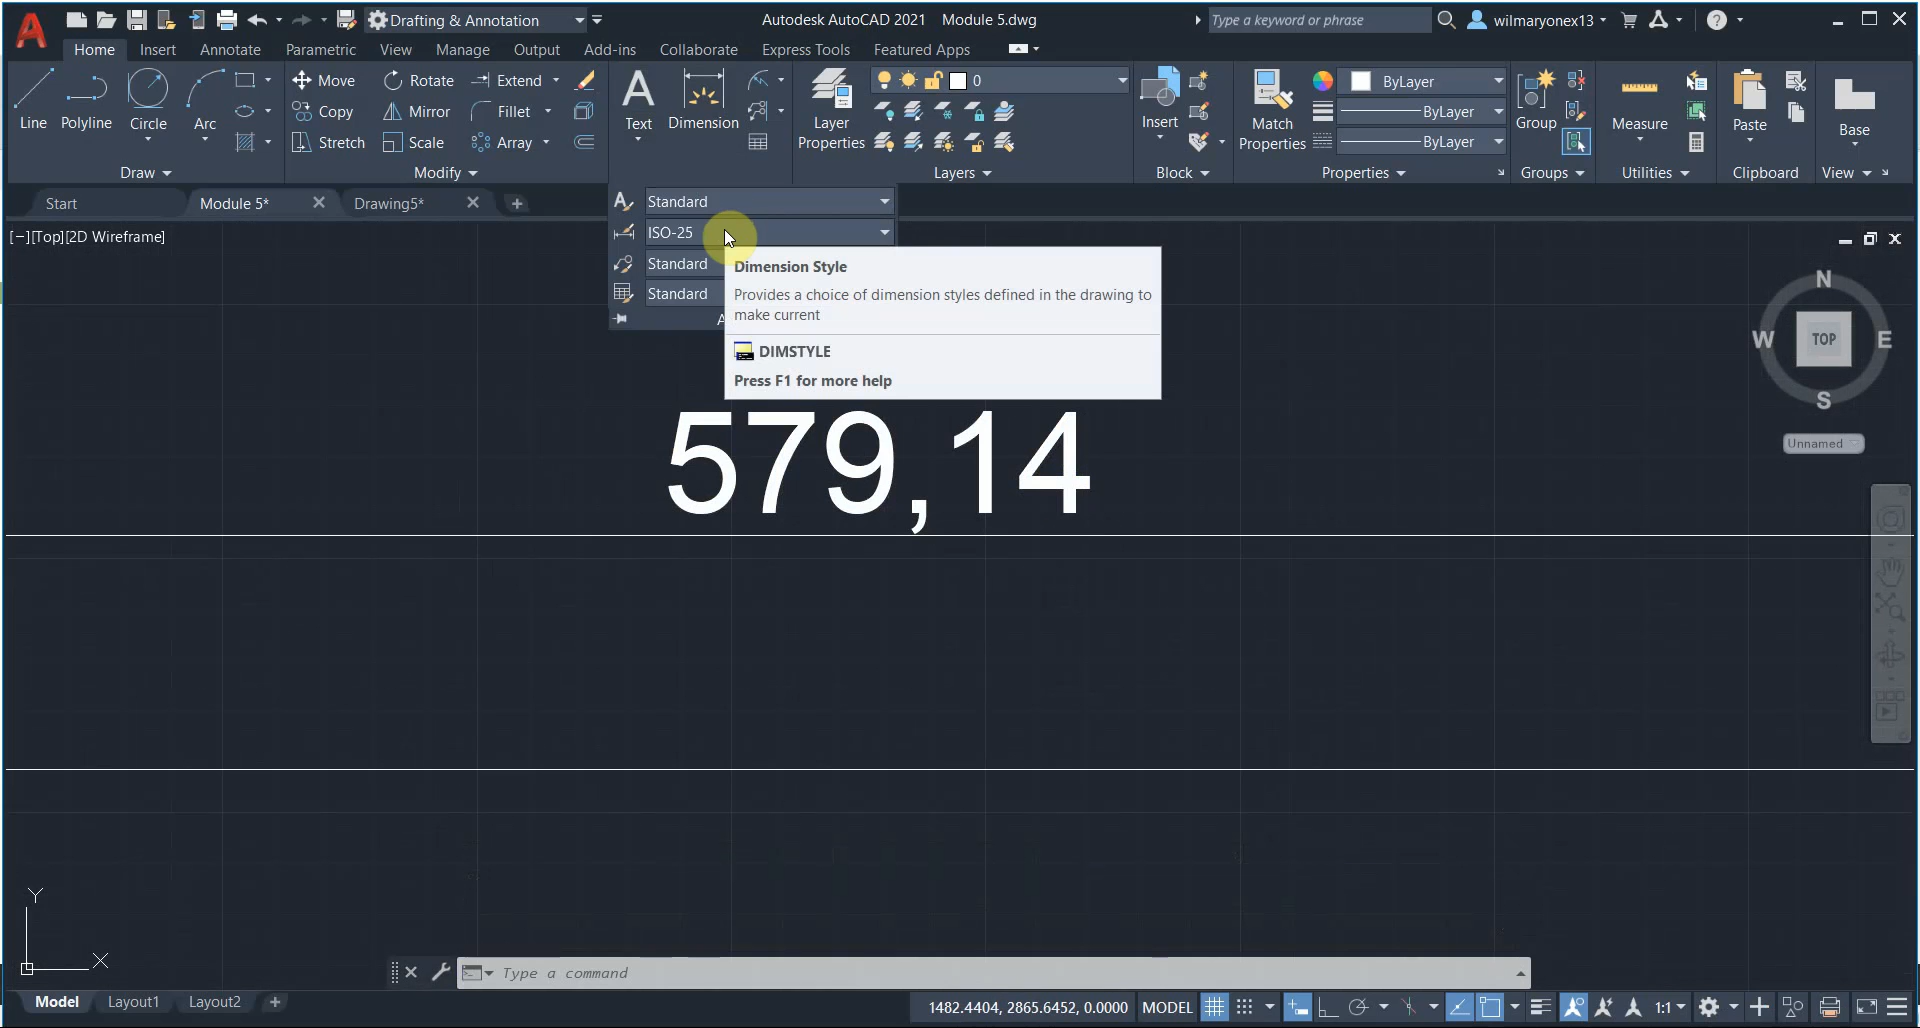 Drafting & Annotation
Autodesk AutoCAD 2021 Module 5.dwg
Type a keyword or phrase
wilmaryonex13
Home Insert Annotate Parametric View Manage Output Add-ins Collaborate Express Tools Featured Apps
Line Polyline Circle Arc
Move Rotate Extend
Copy Mirror Fillet
Stretch Scale Array
Text Dimension
Layer Properties
0
Insert
Match Properties
ByLayer
ByLayer
ByLayer
Group
Measure
Paste
Base
Draw Modify Layers Block Properties Groups Utilities Clipboard View
Start Module 5* Drawing5*
Standard
ISO-25
Standard
Standard
A
[−][Top][2D Wireframe]
Dimension Style
Provides a choice of dimension styles defined in the drawing to
make current
DIMSTYLE
Press F1 for more help
N
W TOP E
S
Unnamed
579,14
Y
X
Type a command
Model Layout1 Layout2
1482.4404, 2865.6452, 0.0000 MODEL 1:1